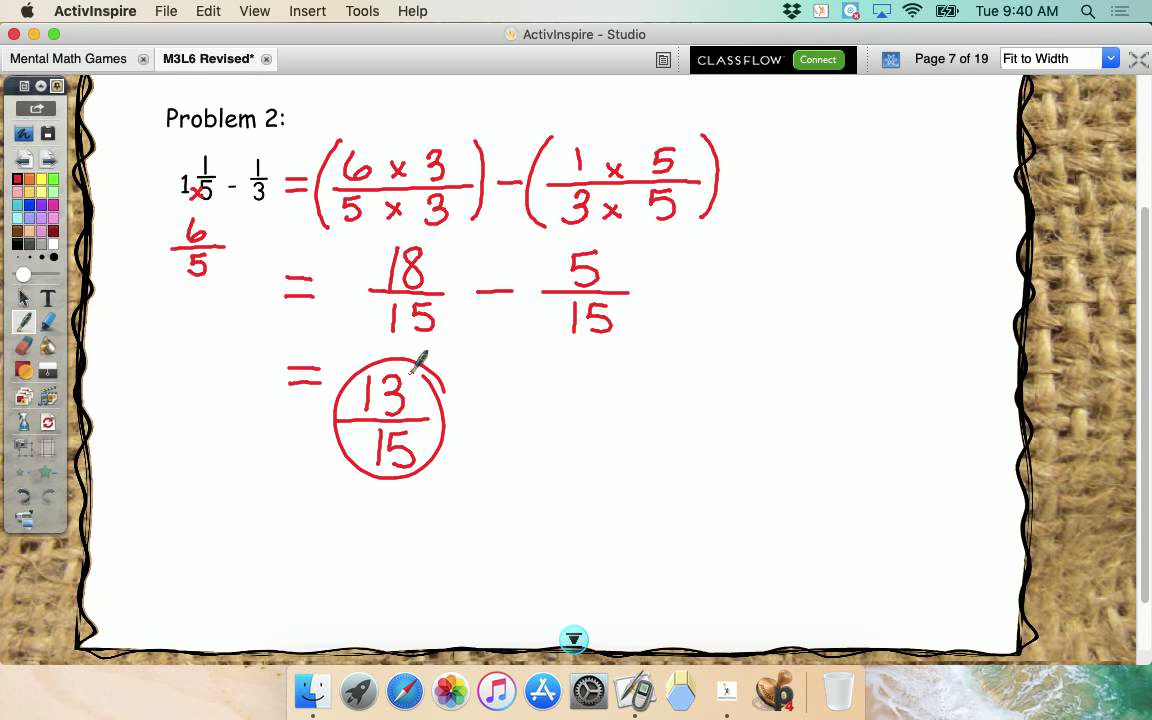 ActivInspire File Edit View Insert Tools Help Tue 9:40 AM
ActivInspire - Studio
Mental Math Games M3L6 Revised* CLASSFLOW Connect Page 7 of 19 Fit to Width
Problem 2:
1 1/5 - 1/3 = (6 x 3 / 5 x 3) - (1 x 5 / 3 x 5)
x
6/5
= 18/15 - 5/15
= 13/15
T